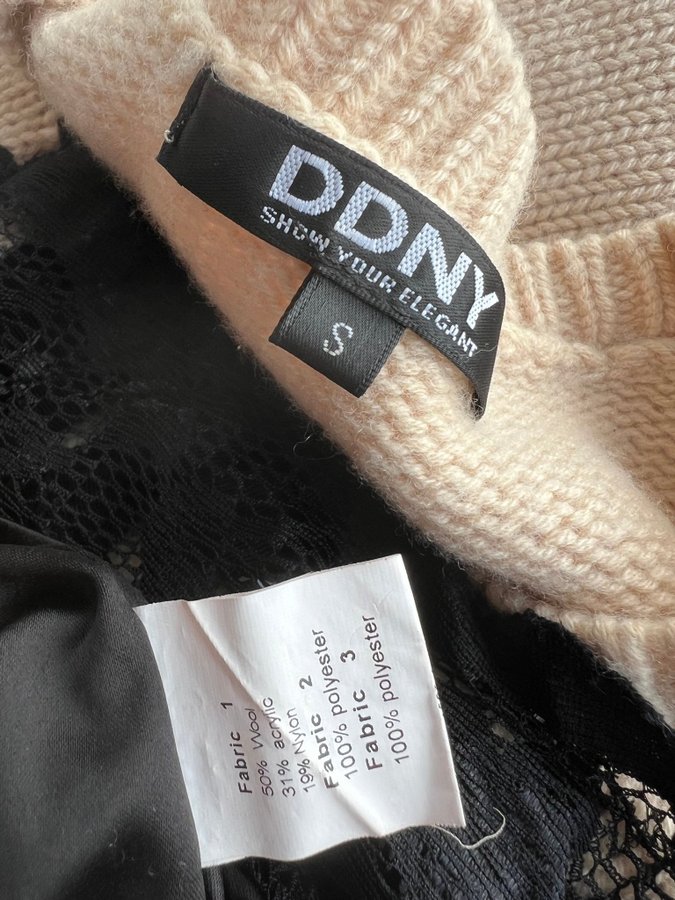 DDNY
SHOW YOUR ELEGANT
S
Fabric 1
50% Wool
31% acrylic
19% Nyon
Fabric 2
100% polyester
Fabric 3
100% polyester